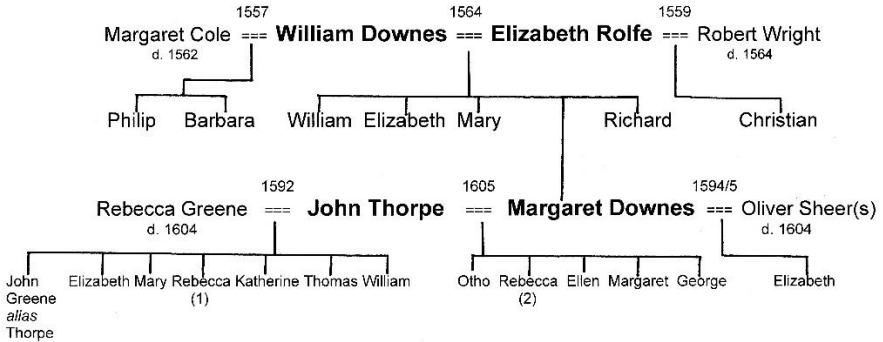 1557 1564 1559
Margaret Cole === William Downes === Elizabeth Rolfe === Robert Wright
d. 1562 d. 1564
Philip Barbara William Elizabeth Mary Richard Christian
1592 1605 1594/5
Rebecca Greene === John Thorpe === Margaret Downes === Oliver Sheer(s)
d. 1604 d. 1604
John Elizabeth Mary Rebecca Katherine Thomas William Otho Rebecca Ellen Margaret George Elizabeth
Greene (1) (2)
alias
Thorpe